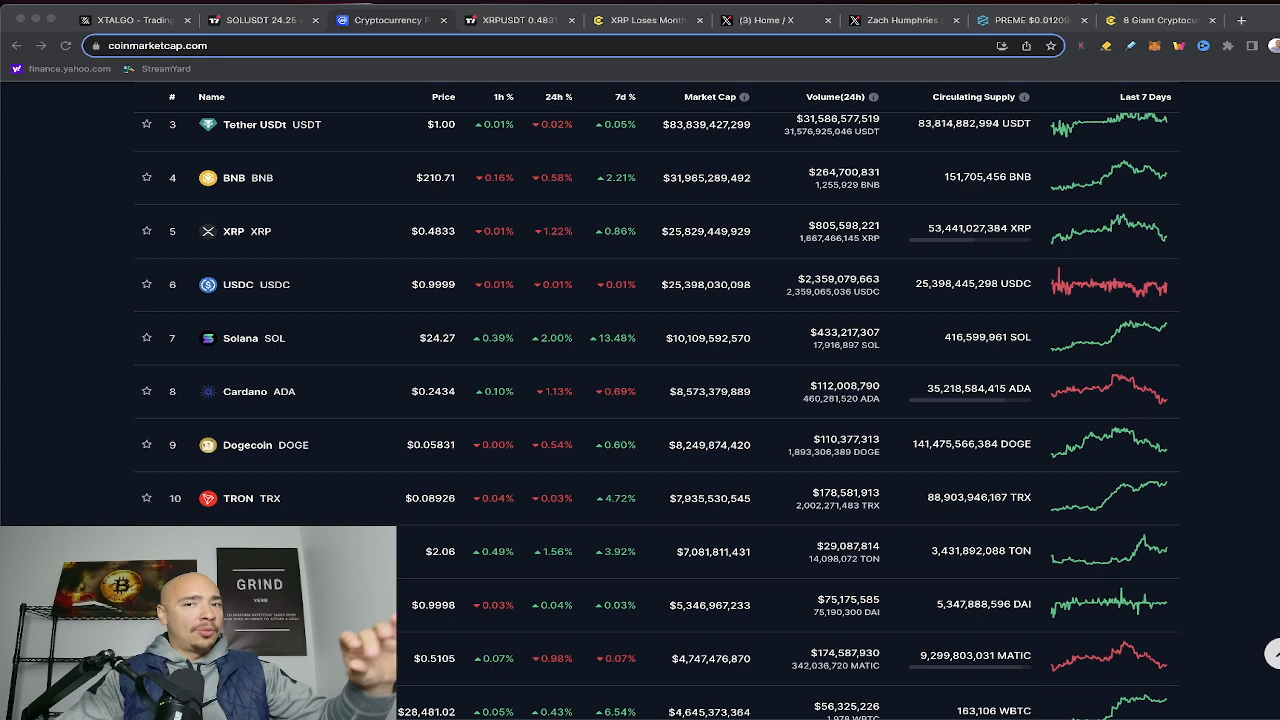 XTALGO - Trading
SOLUSDT 24.25
Cryptocurrency P
XRPUSDT 0.4831
XRP Loses Month
(3) Home / X
Zach Humphries (
PREME $0.01209
8 Giant Cryptocu
coinmarketcap.com
finance.yahoo.com StreamYard
# Name Price 1h % 24h % 7d % Market Cap Volume(24h) Circulating Supply Last 7 Days
3 Tether USDt USDT $1.00 0.01% 0.02% 0.05% $83,839,427,299 $31,586,577,519 83,814,882,994 USDT
31,576,925,046 USDT
4 BNB BNB $210.71 0.16% 0.58% 2.21% $31,965,289,492 $264,700,831 151,705,456 BNB
1,255,929 BNB
5 XRP XRP $0.4833 0.01% 1.22% 0.86% $25,829,449,929 $805,598,221 53,441,027,384 XRP
1,667,466,145 XRP
6 USDC USDC $0.9999 0.01% 0.01% 0.01% $25,398,030,098 $2,359,079,663 25,398,445,298 USDC
2,359,065,036 USDC
7 Solana SOL $24.27 0.39% 2.00% 13.48% $10,109,592,570 $433,217,307 416,599,961 SOL
17,916,897 SOL
8 Cardano ADA $0.2434 0.10% 1.13% 0.69% $8,573,379,889 $112,008,790 35,218,584,415 ADA
460,281,520 ADA
9 Dogecoin DOGE $0.05831 0.00% 0.54% 0.60% $8,249,874,420 $110,377,313 141,475,566,384 DOGE
1,893,306,389 DOGE
10 TRON TRX $0.08926 0.04% 0.03% 4.72% $7,935,530,545 $178,581,913 88,903,946,167 TRX
2,002,271,483 TRX
$2.06 0.49% 1.56% 3.92% $7,081,811,431 $29,087,814 3,431,892,088 TON
14,098,072 TON
$0.9998 0.03% 0.04% 0.03% $5,348,967,233 $75,175,585 5,347,888,596 DAI
75,190,300 DAI
$0.5105 0.07% 0.98% 0.07% $4,747,476,870 $174,587,930 9,299,803,031 MATIC
342,036,720 MATIC
$28,481.02 0.05% 0.43% 6.54% $4,645,373,364 $56,325,226 163,106 WBTC
1,978 WBTC
GRIND
VERB